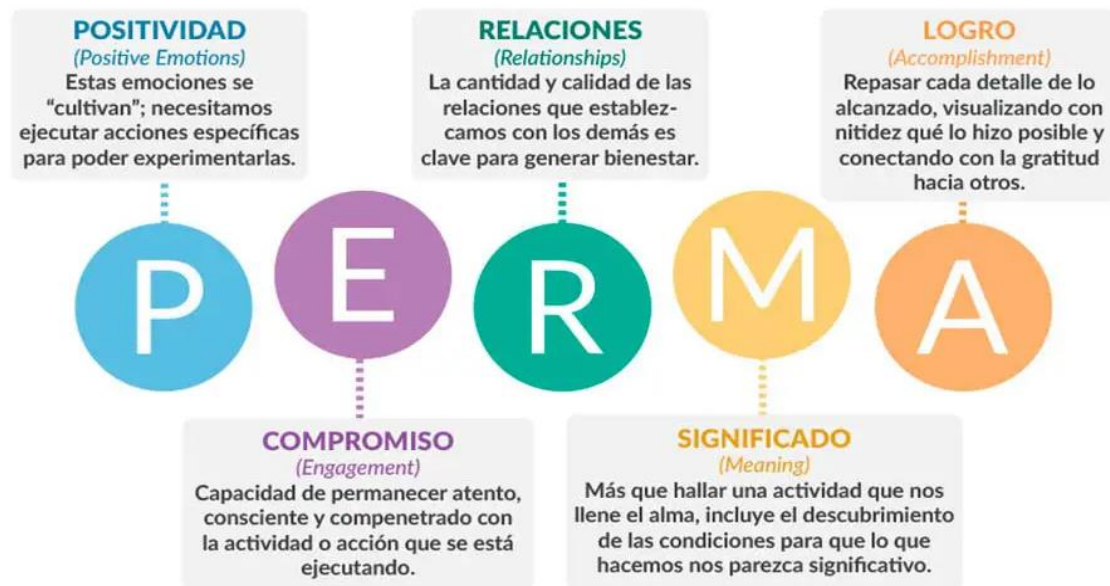 POSITIVIDAD
(Positive Emotions)
Estas emociones se
“cultivan”; necesitamos
ejecutar acciones específicas
para poder experimentarlas.
RELACIONES
(Relationships)
La cantidad y calidad de las
relaciones que establez-
camos con los demás es
clave para generar bienestar.
LOGRO
(Accomplishment)
Repasar cada detalle de lo
alcanzado, visualizando con
nitidez qué lo hizo posible y
conectando con la gratitud
hacia otros.
P E R M A
COMPROMISO
(Engagement)
Capacidad de permanecer atento,
consciente y compenetrado con
la actividad o acción que se está
ejecutando.
SIGNIFICADO
(Meaning)
Más que hallar una actividad que nos
llene el alma, incluye el descubrimiento
de las condiciones para que lo que
hacemos nos parezca significativo.